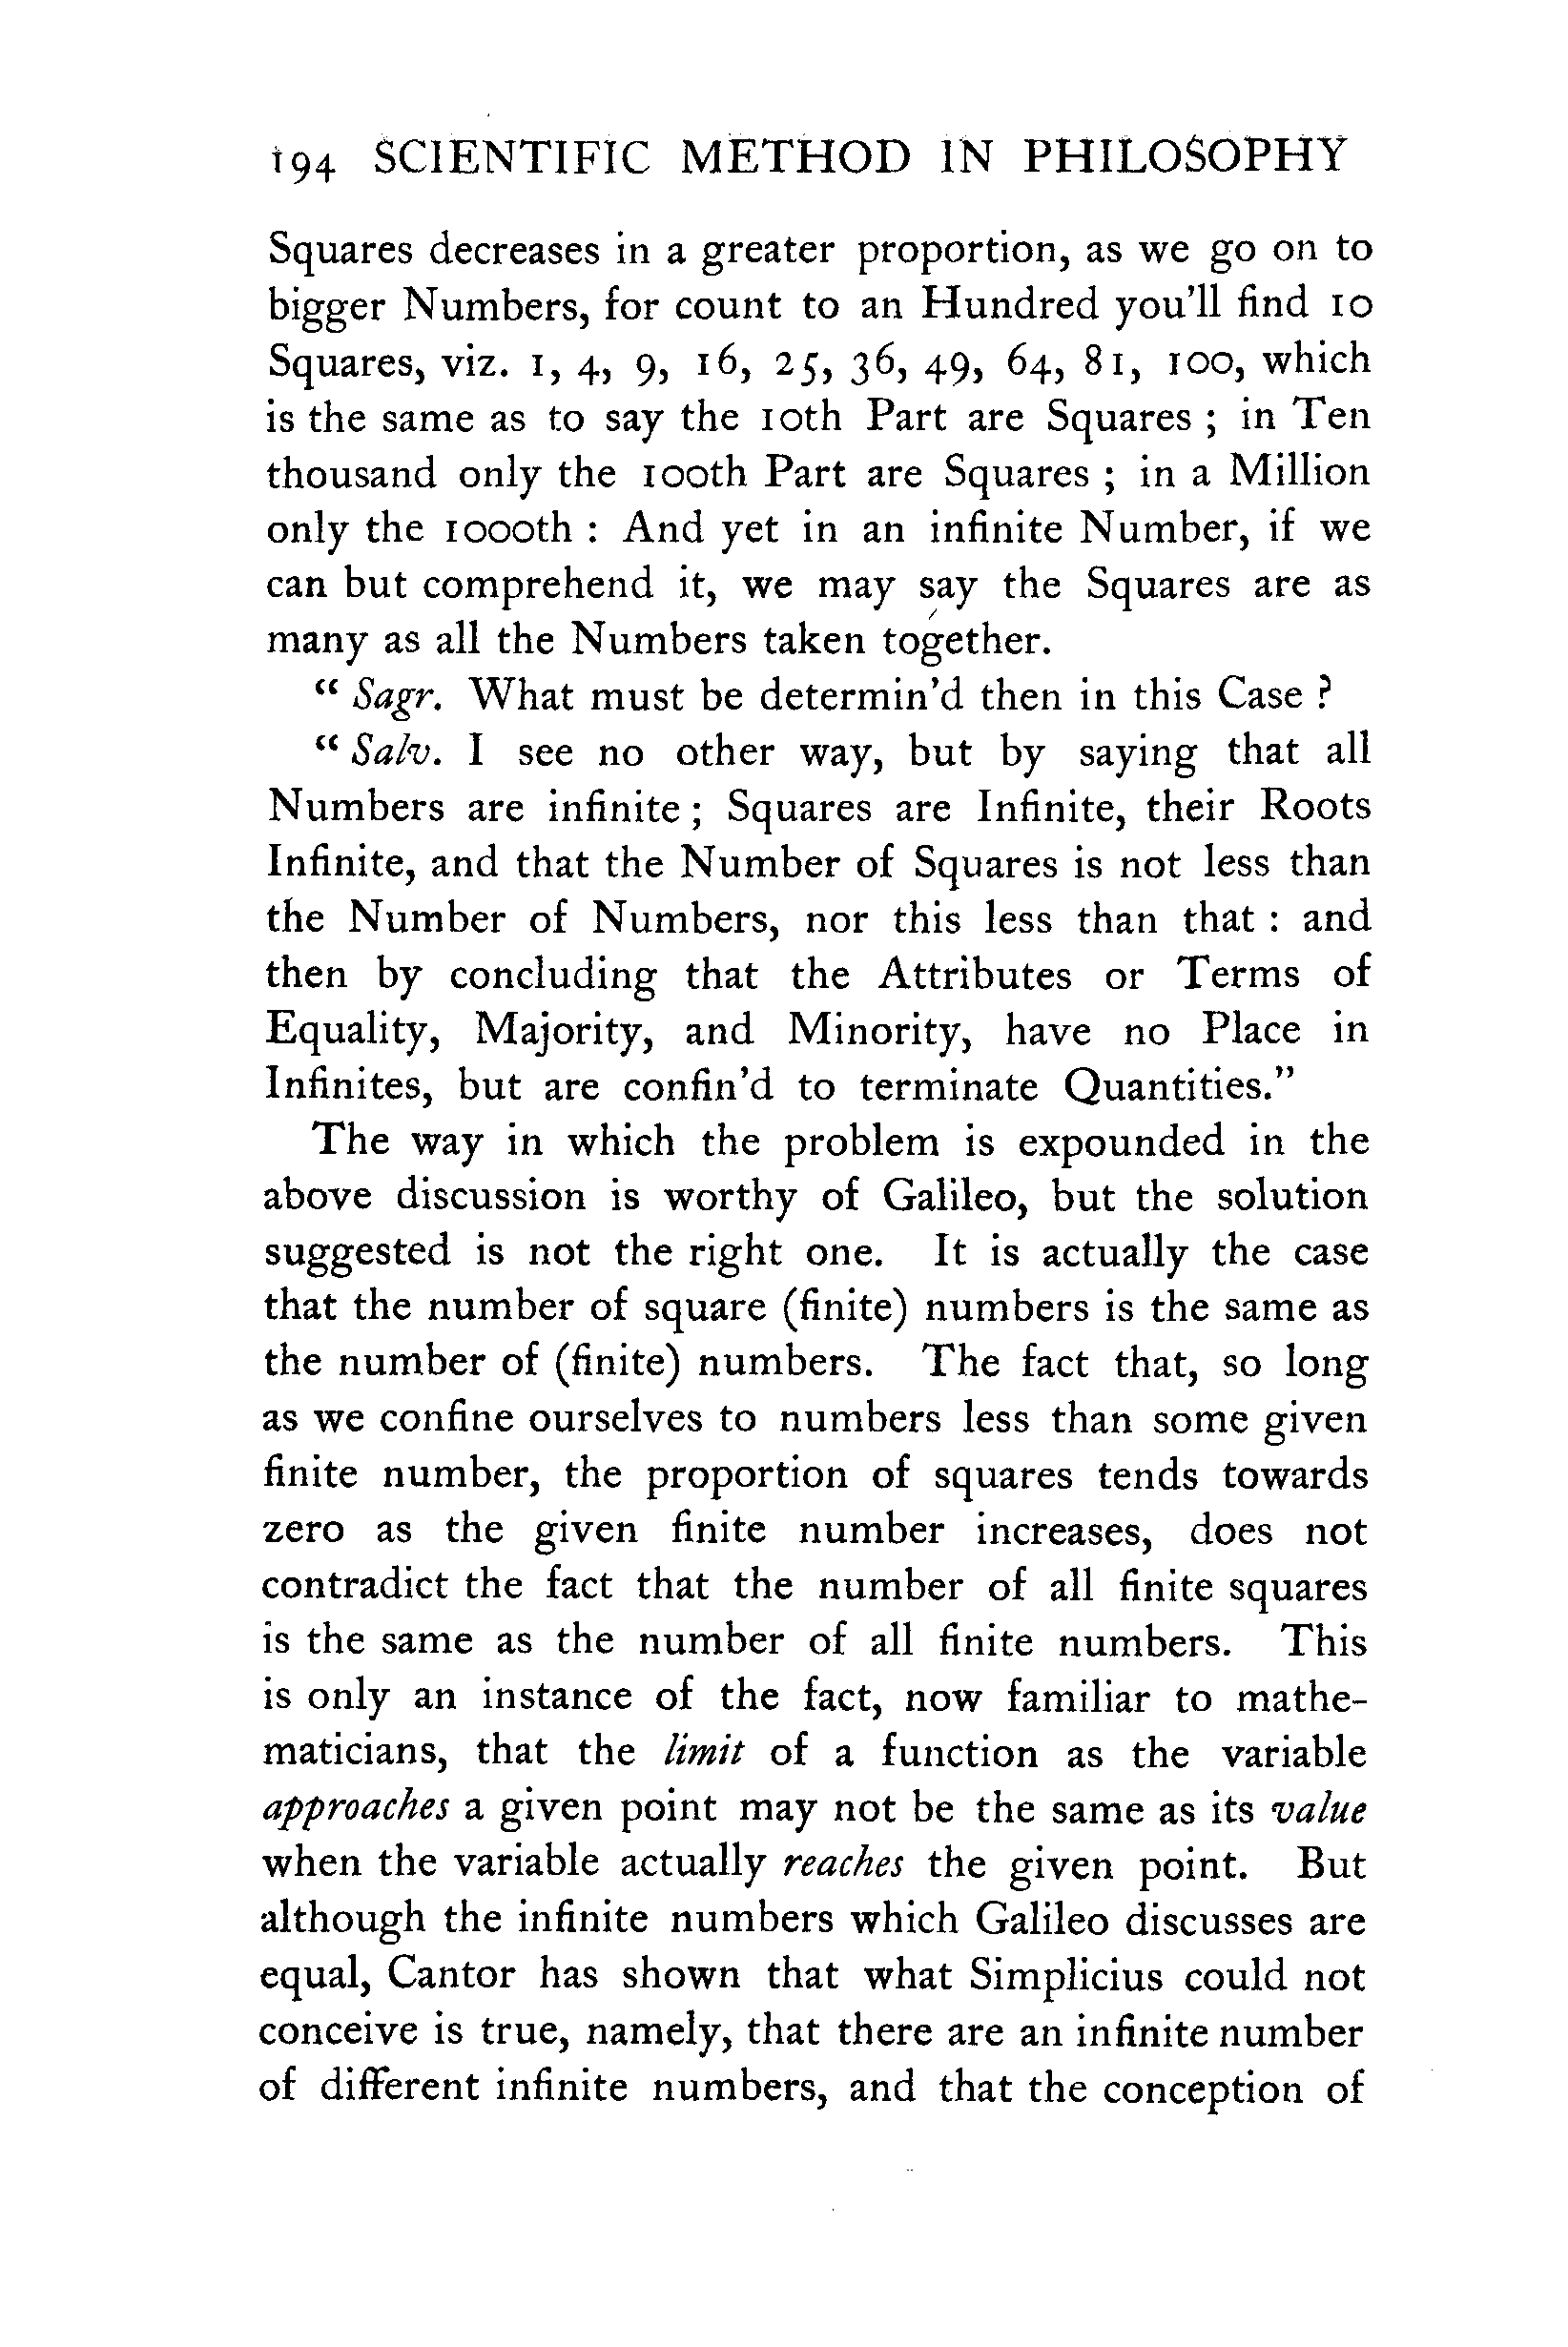 194 SCIENTIFIC METHOD IN PHILOSOPHY
Squares decreases in a greater proportion, as we go on to
bigger Numbers, for count to an Hundred you'll find 10
Squares, viz. 1, 4, 9, 16, 25, 36, 49, 64, 81, 100, which
is the same as to say the 10th Part are Squares ; in Ten
thousand only the 100th Part are Squares ; in a Million
only the 1000th : And yet in an infinite Number, if we
can but comprehend it, we may say the Squares are as
many as all the Numbers taken together.
“ Sagr. What must be determin'd then in this Case ?
“ Salv. I see no other way, but by saying that all
Numbers are infinite ; Squares are Infinite, their Roots
Infinite, and that the Number of Squares is not less than
the Number of Numbers, nor this less than that : and
then by concluding that the Attributes or Terms of
Equality, Majority, and Minority, have no Place in
Infinites, but are confin'd to terminate Quantities.”
The way in which the problem is expounded in the
above discussion is worthy of Galileo, but the solution
suggested is not the right one. It is actually the case
that the number of square (finite) numbers is the same as
the number of (finite) numbers. The fact that, so long
as we confine ourselves to numbers less than some given
finite number, the proportion of squares tends towards
zero as the given finite number increases, does not
contradict the fact that the number of all finite squares
is the same as the number of all finite numbers. This
is only an instance of the fact, now familiar to mathe-
maticians, that the limit of a function as the variable
approaches a given point may not be the same as its value
when the variable actually reaches the given point. But
although the infinite numbers which Galileo discusses are
equal, Cantor has shown that what Simplicius could not
conceive is true, namely, that there are an infinite number
of different infinite numbers, and that the conception of